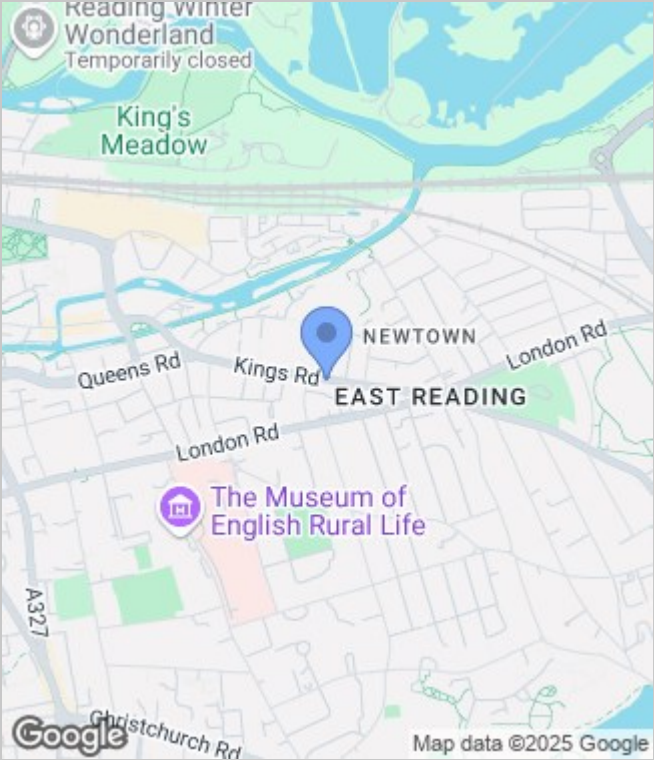 Reading Winter
Wonderland
Temporarily closed
King's
Meadow
NEWTOWN
London Rd
Queens Rd
Kings Rd
EAST READING
London Rd
The Museum of
English Rural Life
A327
Christchurch Rd
Google
Map data ©2025 Google